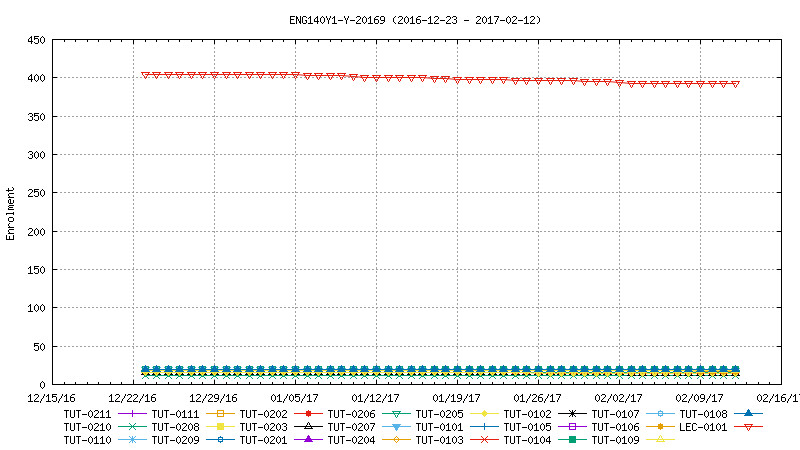 ENG140Y1-Y-20169 (2016-12-23 - 2017-02-12)
450
400
350
300
250
200
150
100
50
0
Enrolment
12/15/16 12/22/16 12/29/16 01/05/17 01/12/17 01/19/17 01/26/17 02/02/17 02/09/17 02/16/1
TUT-0211 TUT-0111 TUT-0202 TUT-0206 TUT-0205 TUT-0102 TUT-0107 TUT-0108
TUT-0210 TUT-0208 TUT-0203 TUT-0207 TUT-0101 TUT-0105 TUT-0106 LEC-0101
TUT-0110 TUT-0209 TUT-0201 TUT-0204 TUT-0103 TUT-0104 TUT-0109